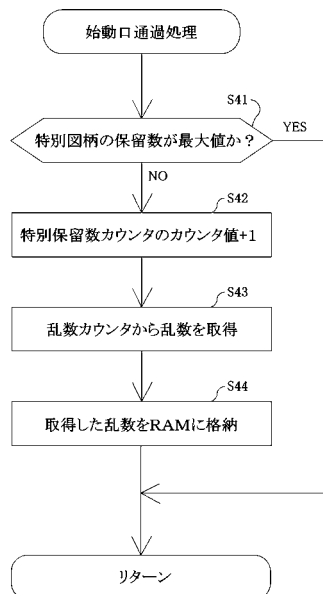 始動口通過処理
S41
特別図柄の保留数が最大値か？
YES
NO
S42
特別保留数カウンタのカウンタ値+1
S43
乱数カウンタから乱数を取得
S44
取得した乱数をRAMに格納
リターン